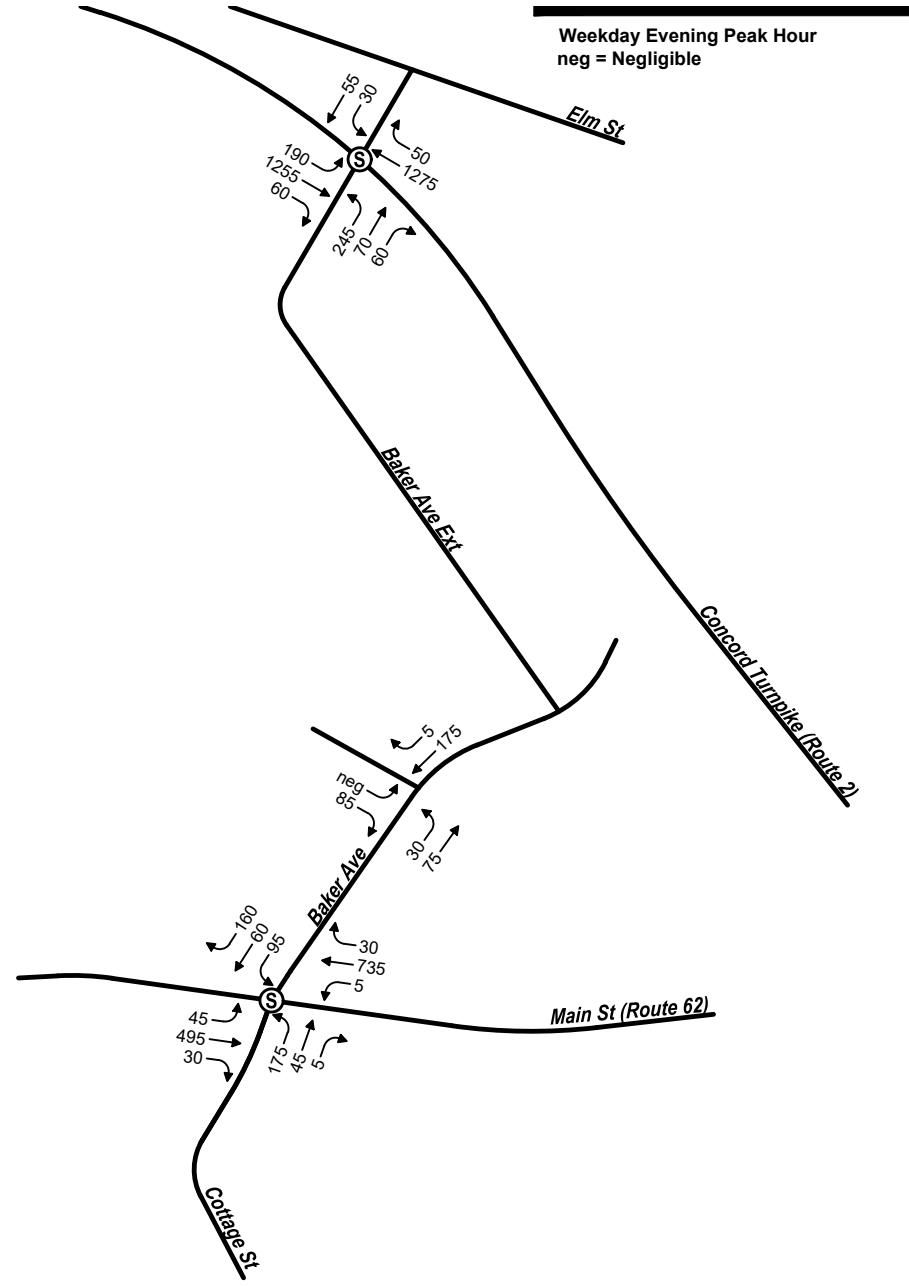 Weekday Evening Peak Hour
neg = Negligible
Elm St
55
30
50
1275
190
1255
60
S
245
70
60
Baker Ave Ext
Concord Turnpike (Route 2)
5
175
neg
85
30
75
Baker Ave
160
60
95
30
735
5
S
Main St (Route 62)
45
495
30
175
45
5
Cottage St